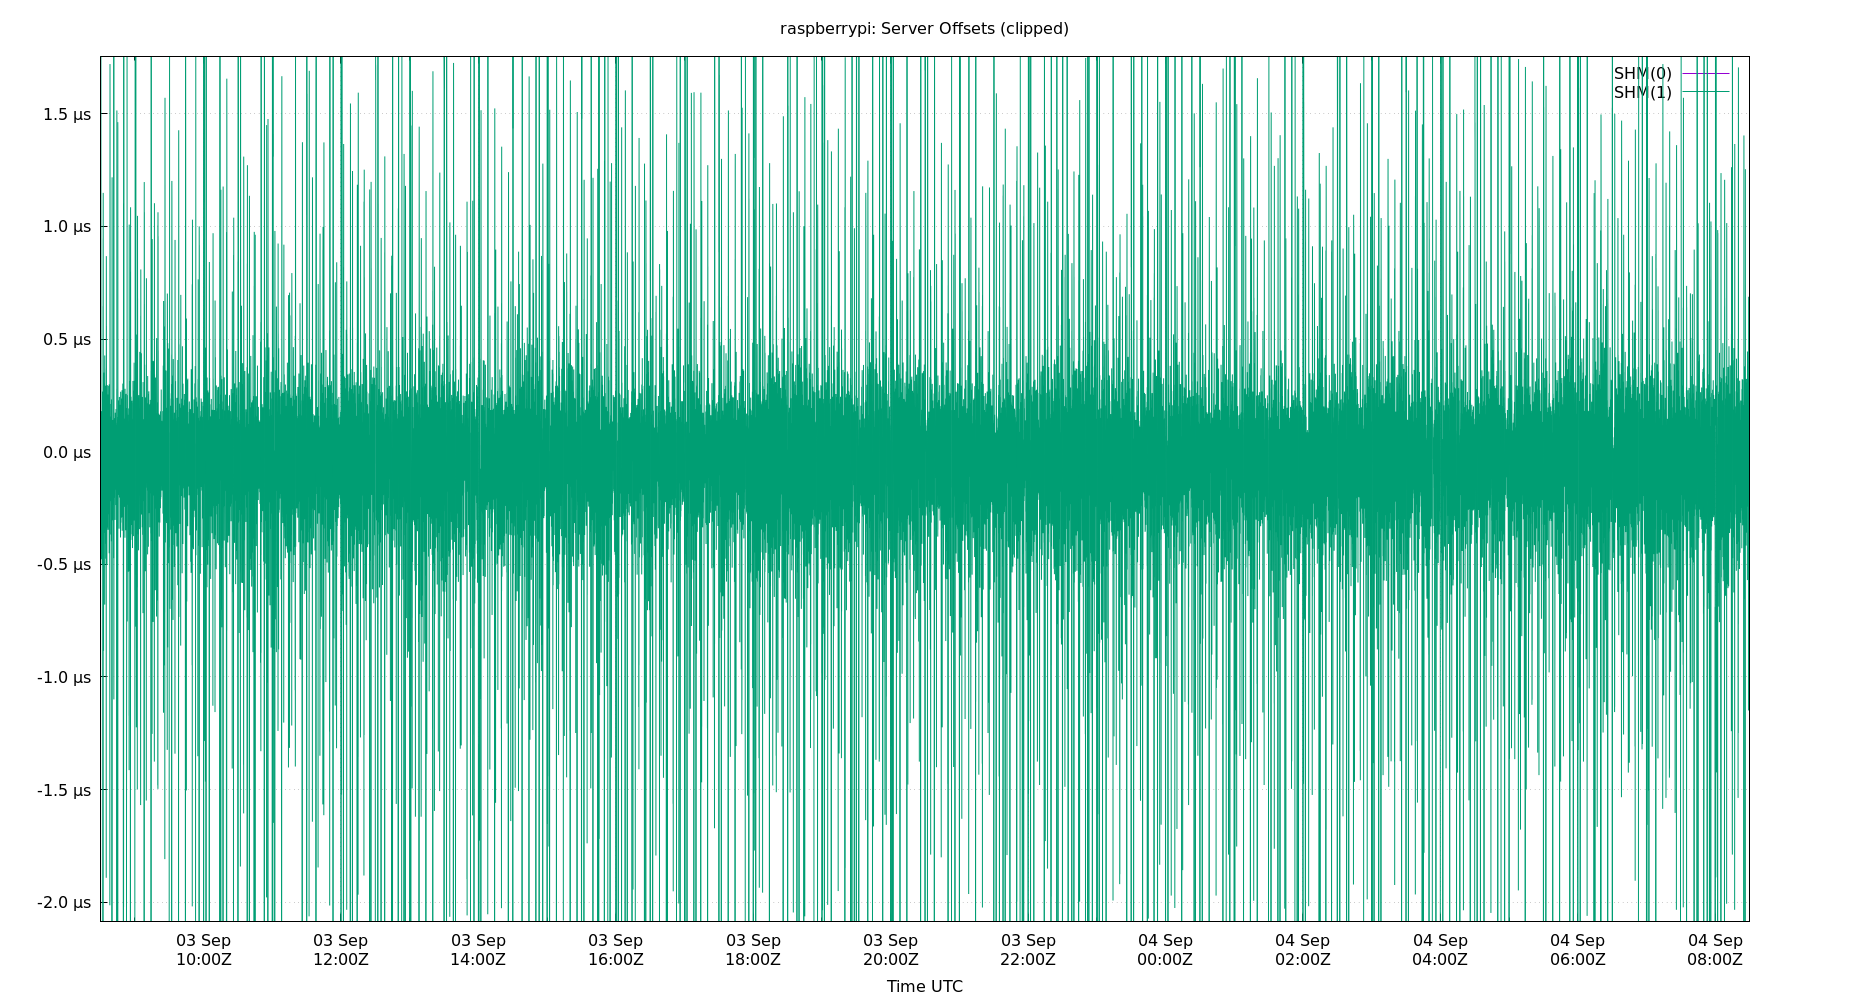 raspberrypi: Server Offsets (clipped)
SHM(0)
SHM(1)
1.5 µs
1.0 µs
0.5 µs
0.0 µs
-0.5 µs
-1.0 µs
-1.5 µs
-2.0 µs
03 Sep 03 Sep 03 Sep 03 Sep 03 Sep 03 Sep 03 Sep 04 Sep 04 Sep 04 Sep 04 Sep 04 Sep
10:00Z 12:00Z 14:00Z 16:00Z 18:00Z 20:00Z 22:00Z 00:00Z 02:00Z 04:00Z 06:00Z 08:00Z
Time UTC